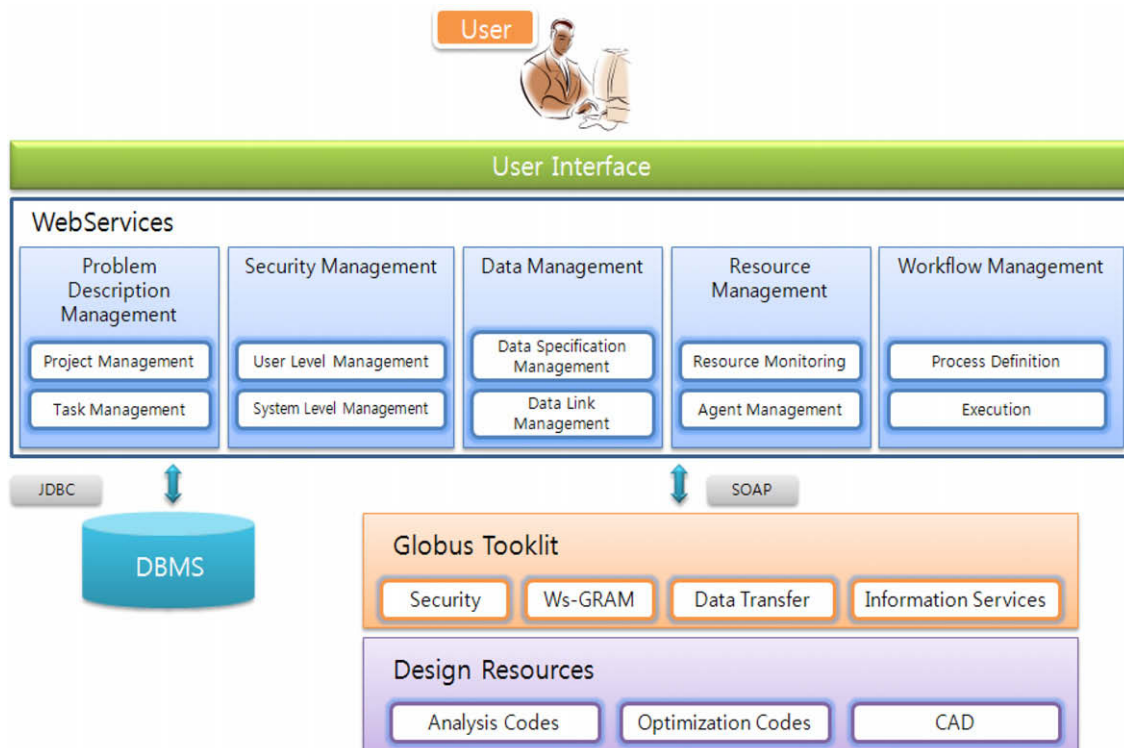 User
User Interface
WebServices
Problem
Description
Management
Project Management
Task Management
Security Management
User Level Management
System Level Management
Data Management
Data Specification
Management
Data Link
Management
Resource
Management
Resource Monitoring
Agent Management
Workflow Management
Process Definition
Execution
JDBC
SOAP
DBMS
Globus Tooklit
Security
Ws-GRAM
Data Transfer
Information Services
Design Resources
Analysis Codes
Optimization Codes
CAD